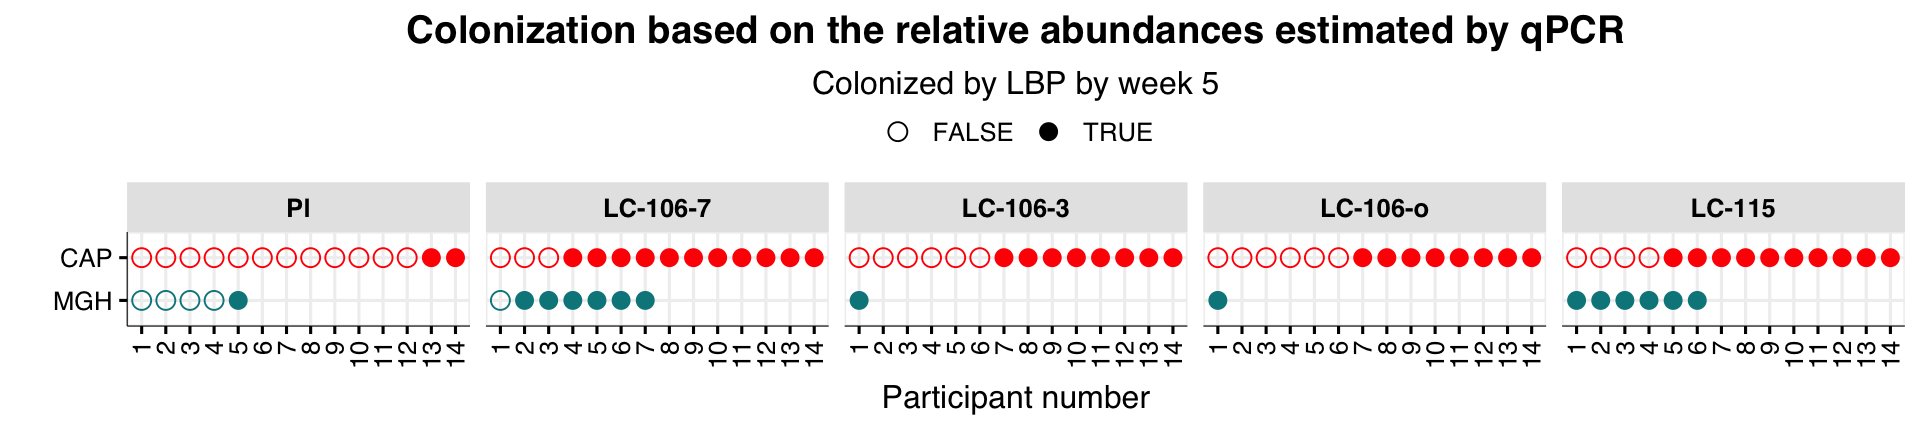 Colonization based on the relative abundances estimated by qPCR
Colonized by LBP by week 5
FALSE TRUE
PI LC-106-7 LC-106-3 LC-106-o LC-115
CAP
MGH
1 2 3 4 5 6 7 8 9 10 11 12 13 14 1 2 3 4 5 6 7 8 9 10 11 12 13 14 1 2 3 4 5 6 7 8 9 10 11 12 13 14 1 2 3 4 5 6 7 8 9 10 11 12 13 14 1 2 3 4 5 6 7 8 9 10 11 12 13 14
Participant number